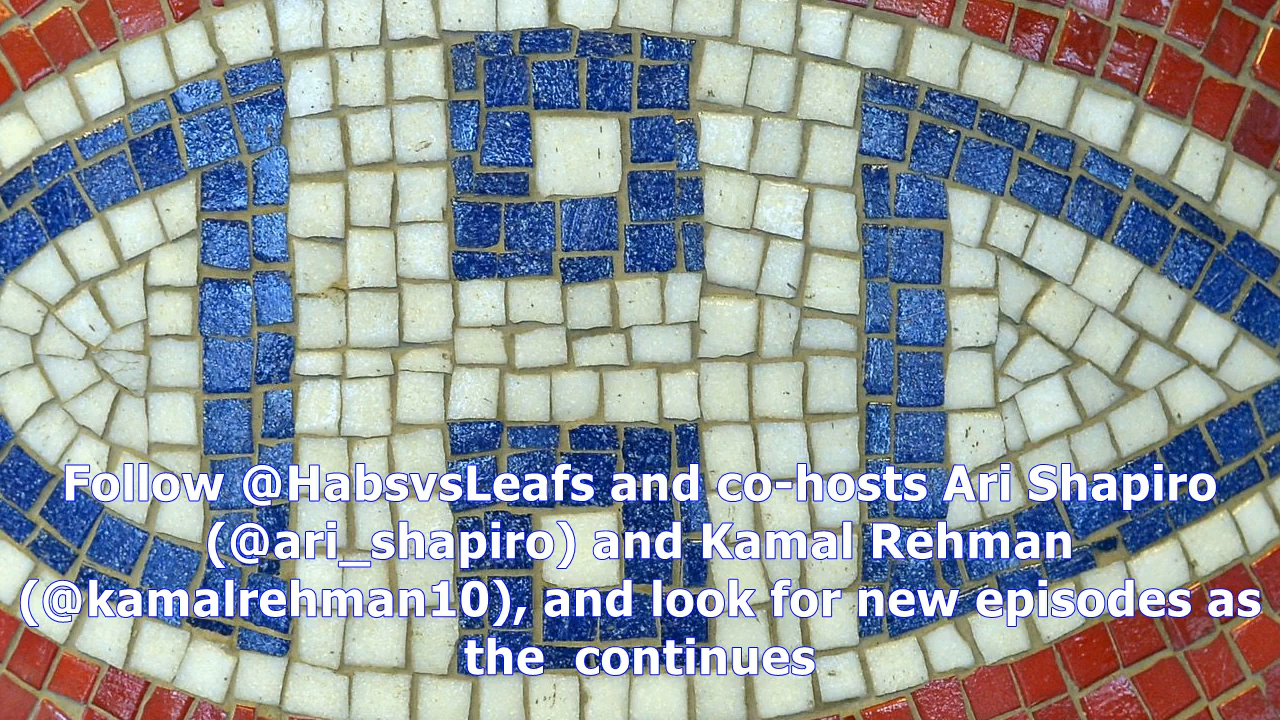 Follow @HabsvsLeafs and co-hosts Ari Shapiro
(@ari_shapiro) and Kamal Rehman
(@kamalrehman10), and look for new episodes as
the  continues